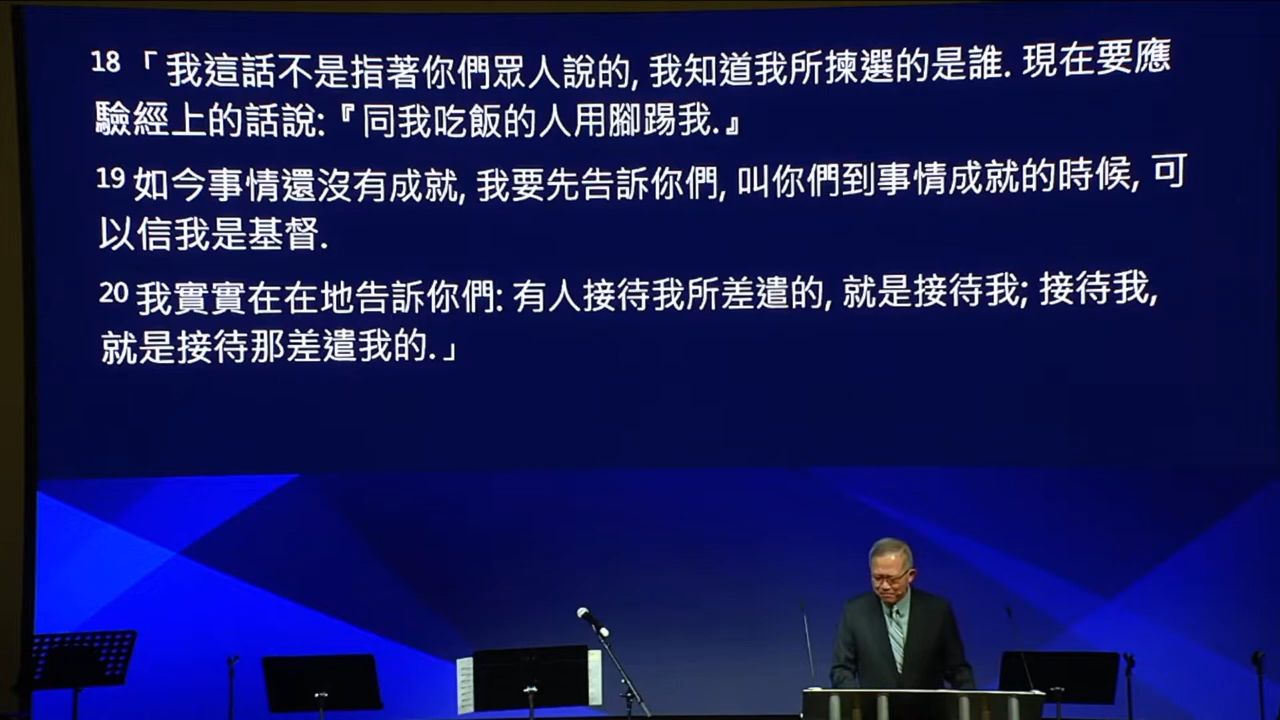 18「我這話不是指著你們眾人說的, 我知道我所揀選的是誰. 現在要應
驗經上的話說:『同我吃飯的人用腳踢我.』
19 如今事情還沒有成就, 我要先告訴你們, 叫你們到事情成就的時候, 可
以信我是基督.
20 我實實在在地告訴你們: 有人接待我所差遣的, 就是接待我; 接待我,
就是接待那差遣我的.」